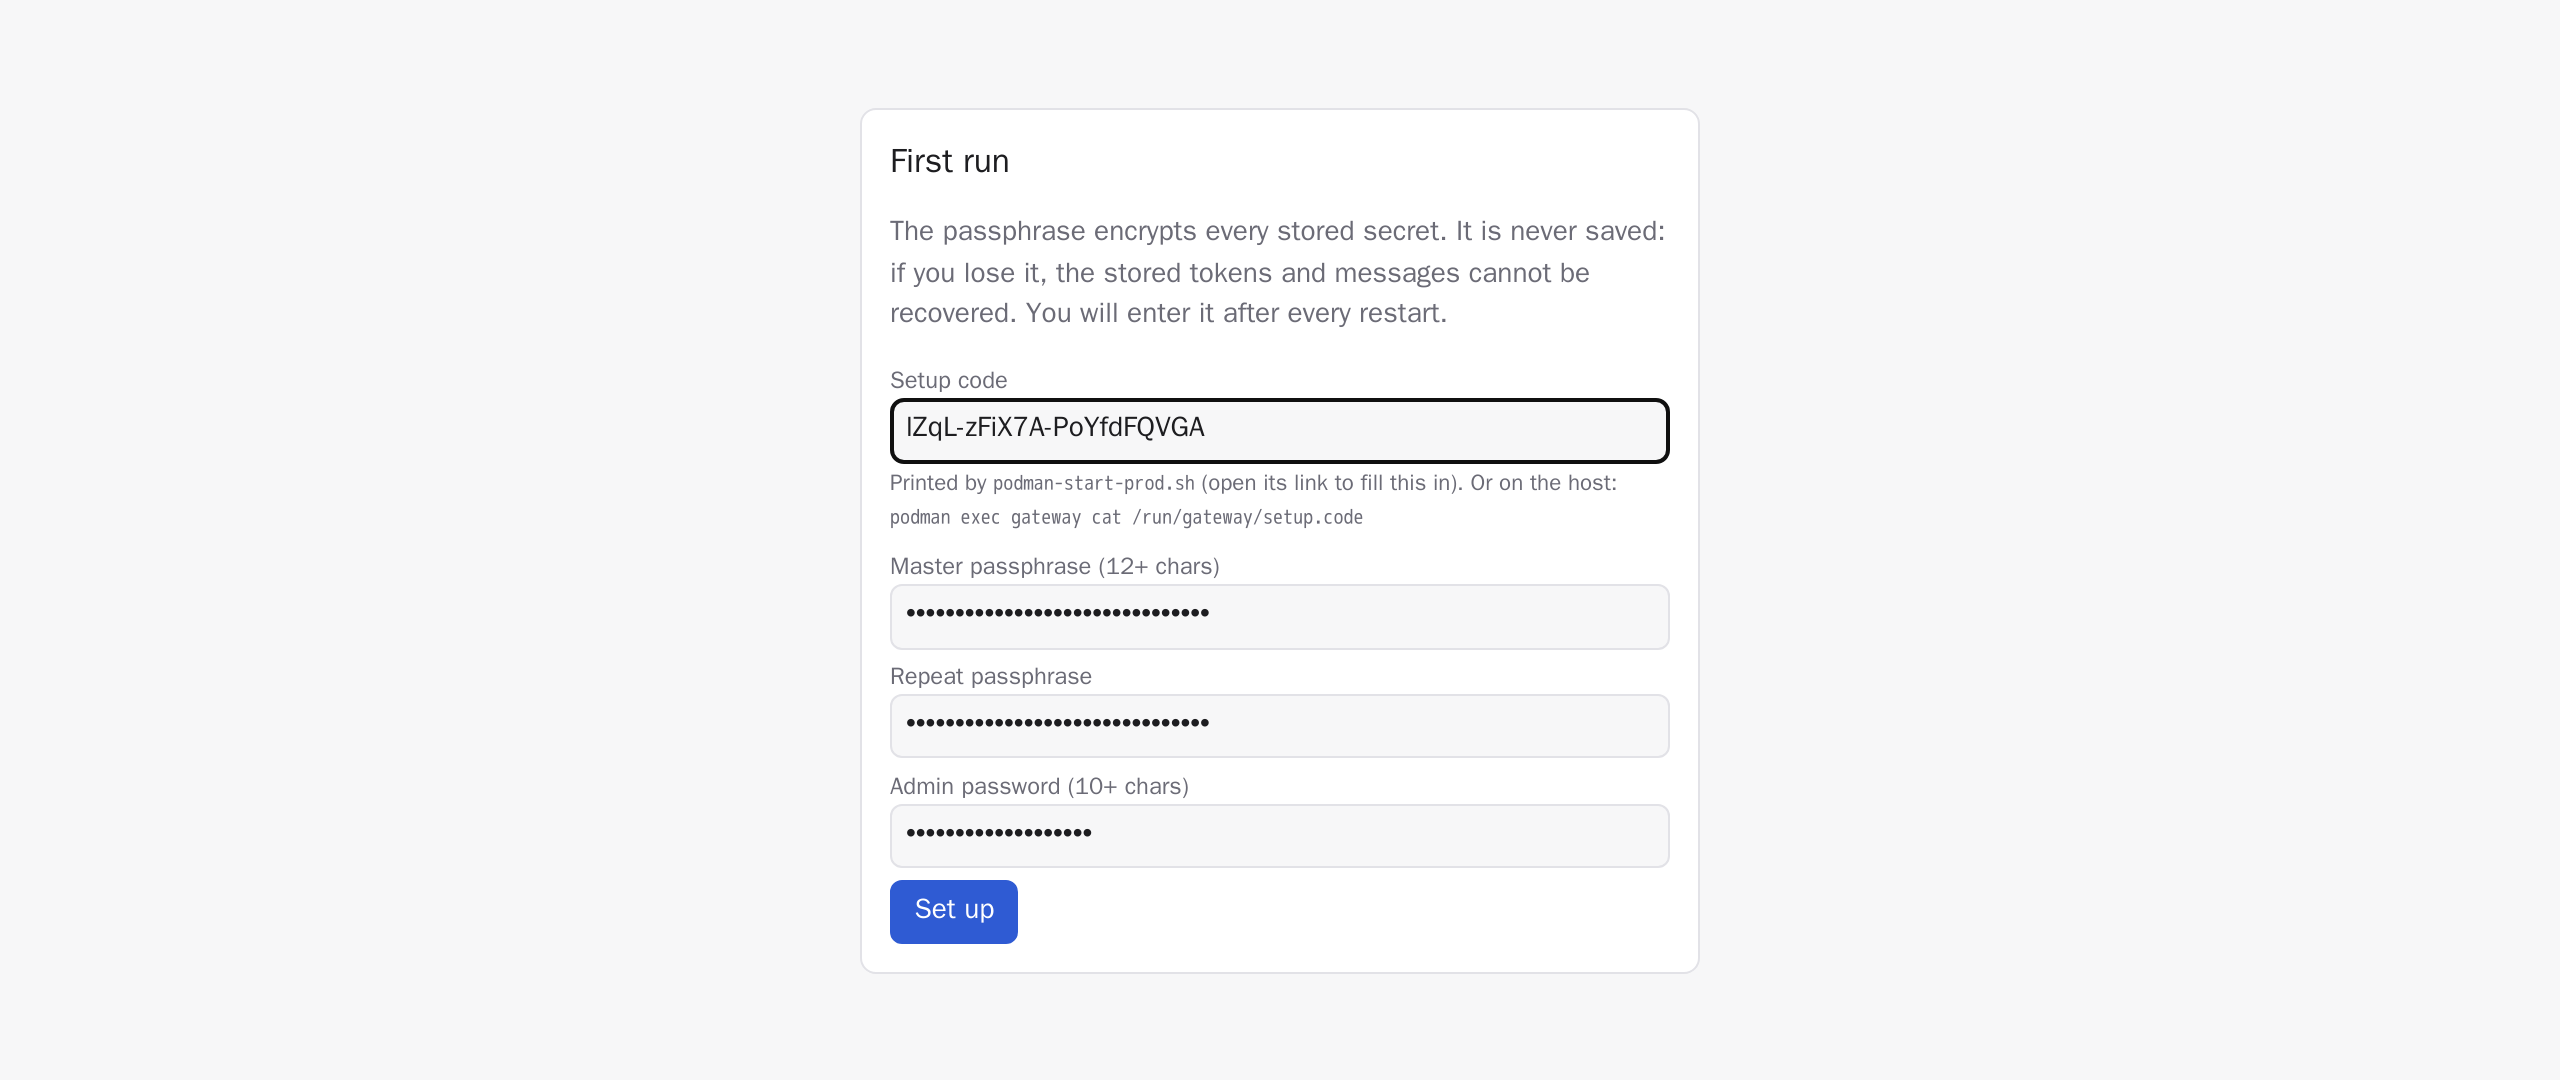 First run
The passphrase encrypts every stored secret. It is never saved:
if you lose it, the stored tokens and messages cannot be
recovered. You will enter it after every restart.
Setup code
lZqL-zFiX7A-PoYfdFQVGA
Printed by podman-start-prod.sh (open its link to fill this in). Or on the host:
podman exec gateway cat /run/gateway/setup.code
Master passphrase (12+ chars)
•••••••••••••••••••••••••••••••
Repeat passphrase
•••••••••••••••••••••••••••••••
Admin password (10+ chars)
•••••••••••••••••••
Set up